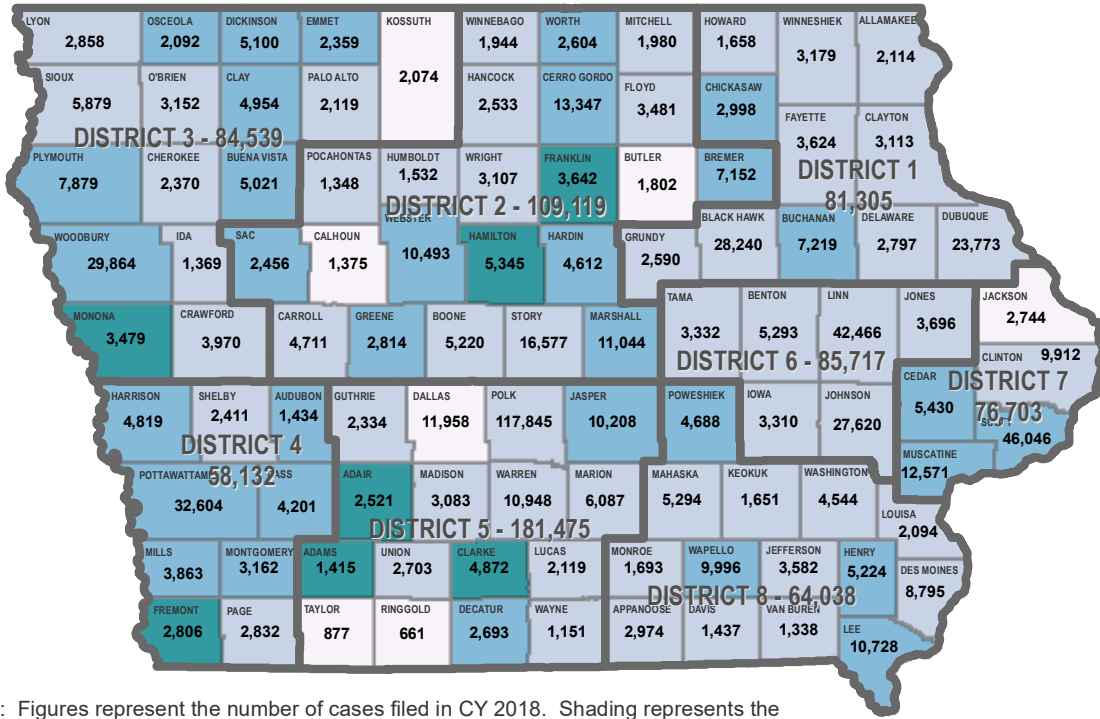 LYON
2,858
OSCEOLA
2,092
DICKINSON
5,100
EMMET
2,359
KOSSUTH
2,074
WINNEBAGO
1,944
WORTH
2,604
MITCHELL
1,980
HOWARD
1,658
WINNESHIEK
3,179
ALLAMAKEE
2,114
SIOUX
5,879
O'BRIEN
3,152
CLAY
4,954
PALO ALTO
2,119
HANCOCK
2,533
CERRO GORDO
13,347
FLOYD
3,481
CHICKASAW
2,998
FAYETTE
3,624
CLAYTON
3,113
DISTRICT 3 - 84,539
PLYMOUTH
7,879
CHEROKEE
2,370
BUENA VISTA
5,021
POCAHONTAS
1,348
HUMBOLDT
1,532
WRIGHT
3,107
FRANKLIN
3,642
BUTLER
1,802
BREMER
7,152
DISTRICT 1
81,305
DISTRICT 2 - 109,119
WOODBURY
29,864
IDA
1,369
SAC
2,456
CALHOUN
1,375
WEBSTER
10,493
HAMILTON
5,345
HARDIN
4,612
GRUNDY
2,590
BLACK HAWK
28,240
BUCHANAN
7,219
DELAWARE
2,797
DUBUQUE
23,773
MONONA
3,479
CRAWFORD
3,970
CARROLL
4,711
GREENE
2,814
BOONE
5,220
STORY
16,577
MARSHALL
11,044
TAMA
3,332
BENTON
5,293
LINN
42,466
JONES
3,696
JACKSON
2,744
DISTRICT 6 - 85,717
CLINTON 9,912
DISTRICT 7
76,703
HARRISON
4,819
SHELBY
2,411
AUDUBON
1,434
GUTHRIE
2,334
DALLAS
11,958
POLK
117,845
JASPER
10,208
POWESHIEK
4,688
IOWA
3,310
JOHNSON
27,620
CEDAR
5,430
SCOTT
46,046
MUSCATINE
12,571
DISTRICT 4
58,132
POTTAWATTAM
32,604
CASS
4,201
ADAIR
2,521
MADISON
3,083
WARREN
10,948
MARION
6,087
MAHASKA
5,294
KEOKUK
1,651
WASHINGTON
4,544
LOUISA
2,094
DISTRICT 5 - 181,475
MILLS
3,863
MONTGOMERY
3,162
ADAMS
1,415
UNION
2,703
CLARKE
4,872
LUCAS
2,119
MONROE
1,693
WAPELLO
9,996
JEFFERSON
3,582
HENRY
5,224
DES MOINES
8,795
DISTRICT 8 - 64,038
FREMONT
2,806
PAGE
2,832
TAYLOR
877
RINGGOLD
661
DECATUR
2,693
WAYNE
1,151
APPANOOSE
2,974
DAVIS
1,437
VAN BUREN
1,338
LEE
10,728
: Figures represent the number of cases filed in CY 2018. Shading represents the